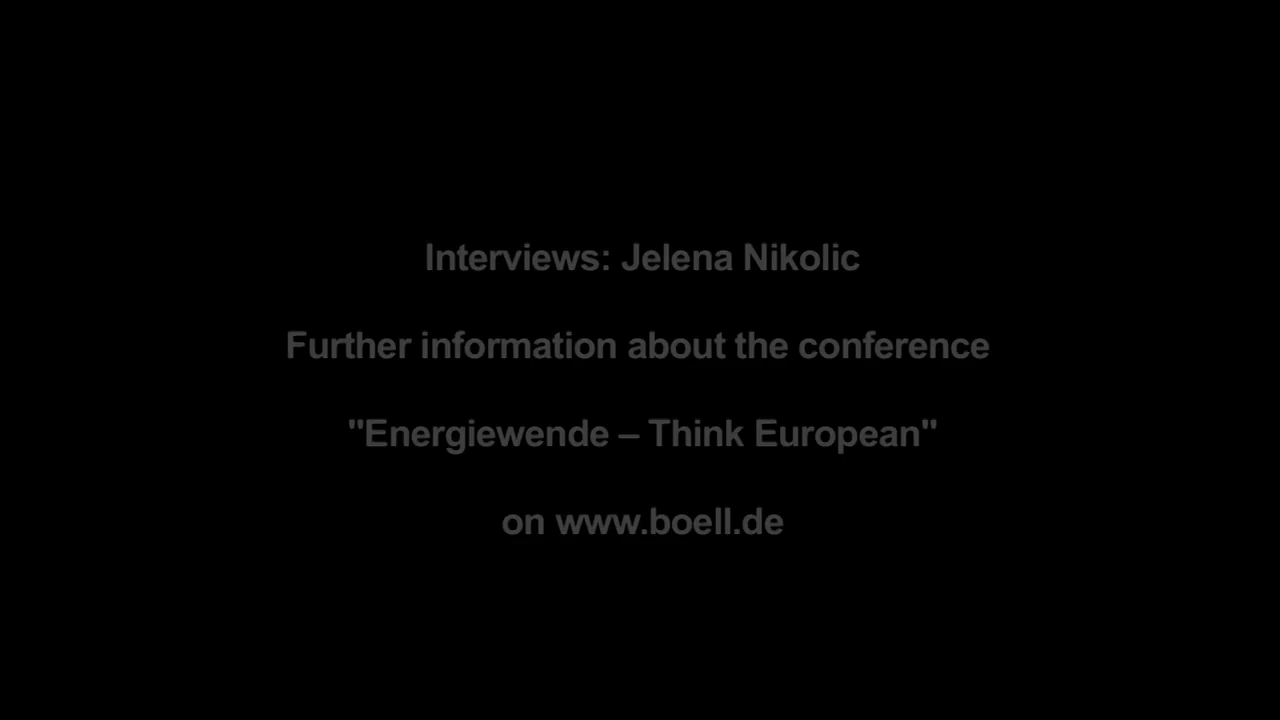 Interviews: Jelena Nikolic
Further information about the conference
"Energiewende – Think European"
on www.boell.de